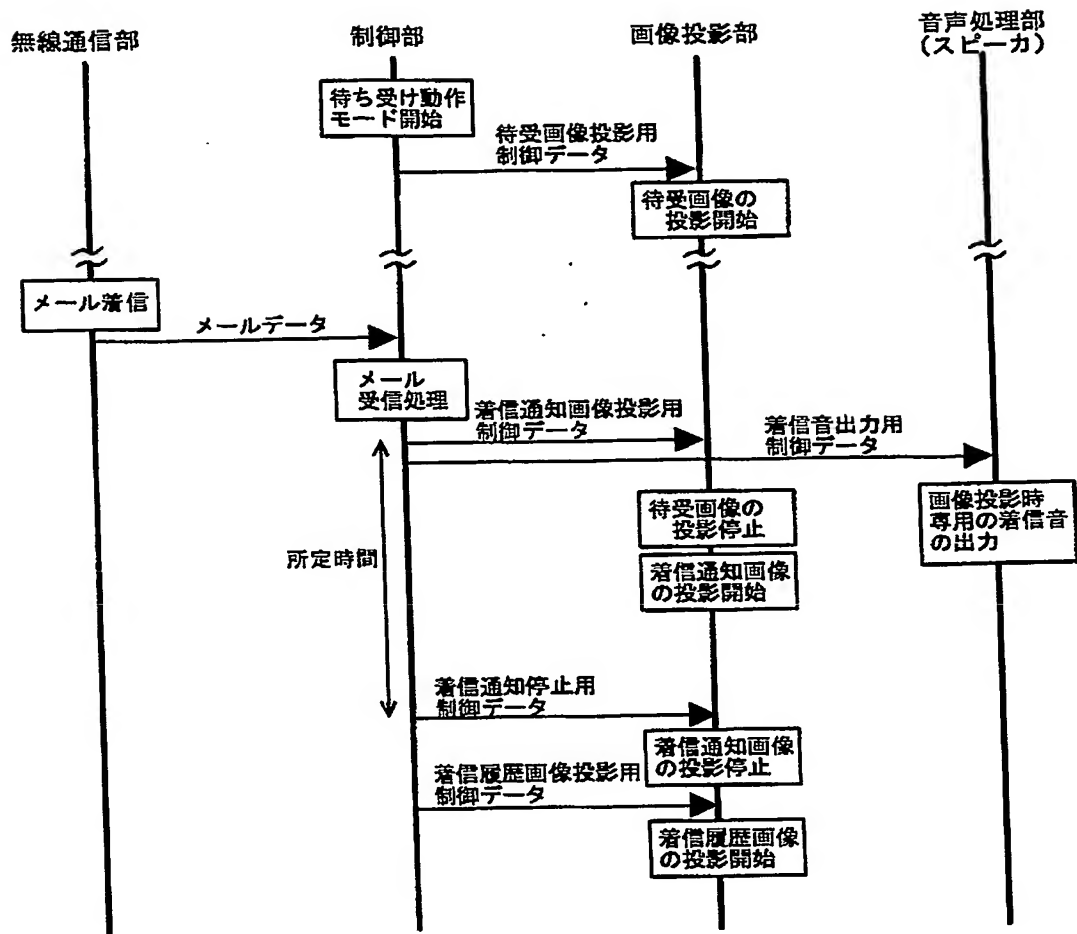 無線通信部
制御部
画像投影部
音声処理部
(スピーカ)
待ち受け動作
モード開始
待受画像投影用
制御データ
待受画像の
投影開始
メール着信
メールデータ
メール
受信処理
着信通知画像投影用
制御データ
着信音出力用
制御データ
待受画像の
投影停止
画像投影時
専用の着信音
の出力
着信通知画像
の投影開始
所定時間
着信通知停止用
制御データ
着信通知画像
の投影停止
着信履歴画像投影用
制御データ
着信履歴画像
の投影開始